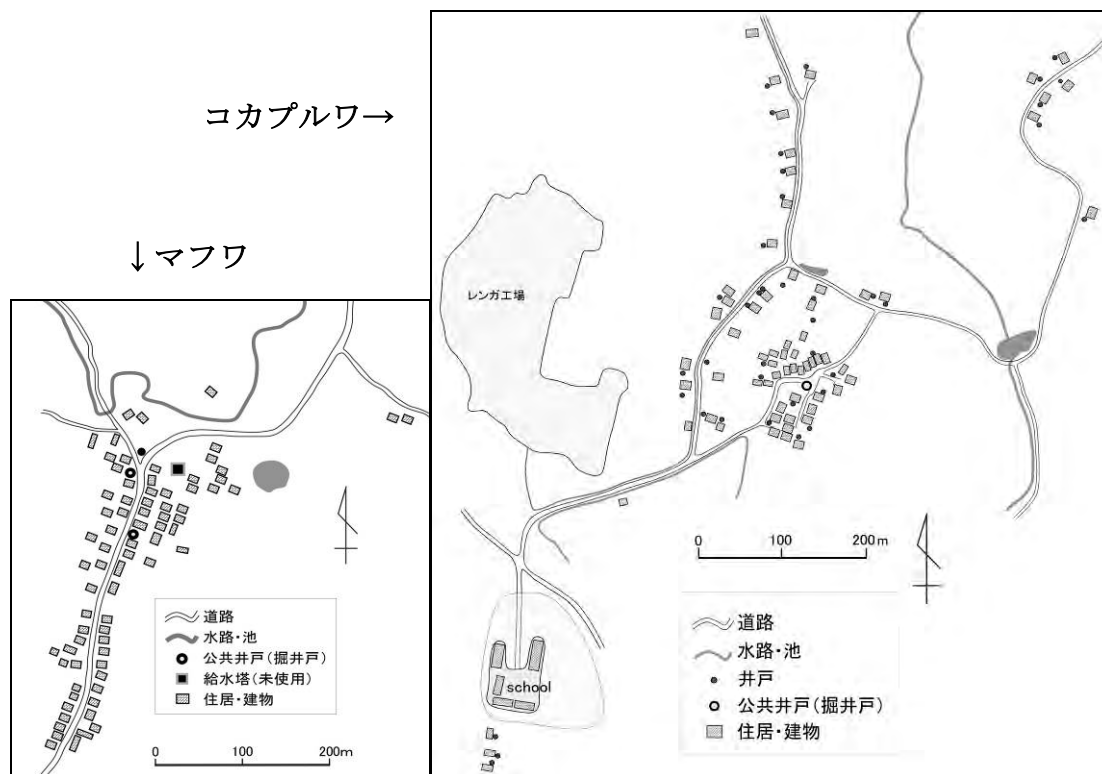 コカプルワ→
↓マフワ
道路
水路・池
公共井戸(掘井戸)
給水塔(未使用)
住居・建物
0 100 200m
レンガ工場
school
0 100 200m
道路
水路・池
井戸
公共井戸(掘井戸)
住居・建物